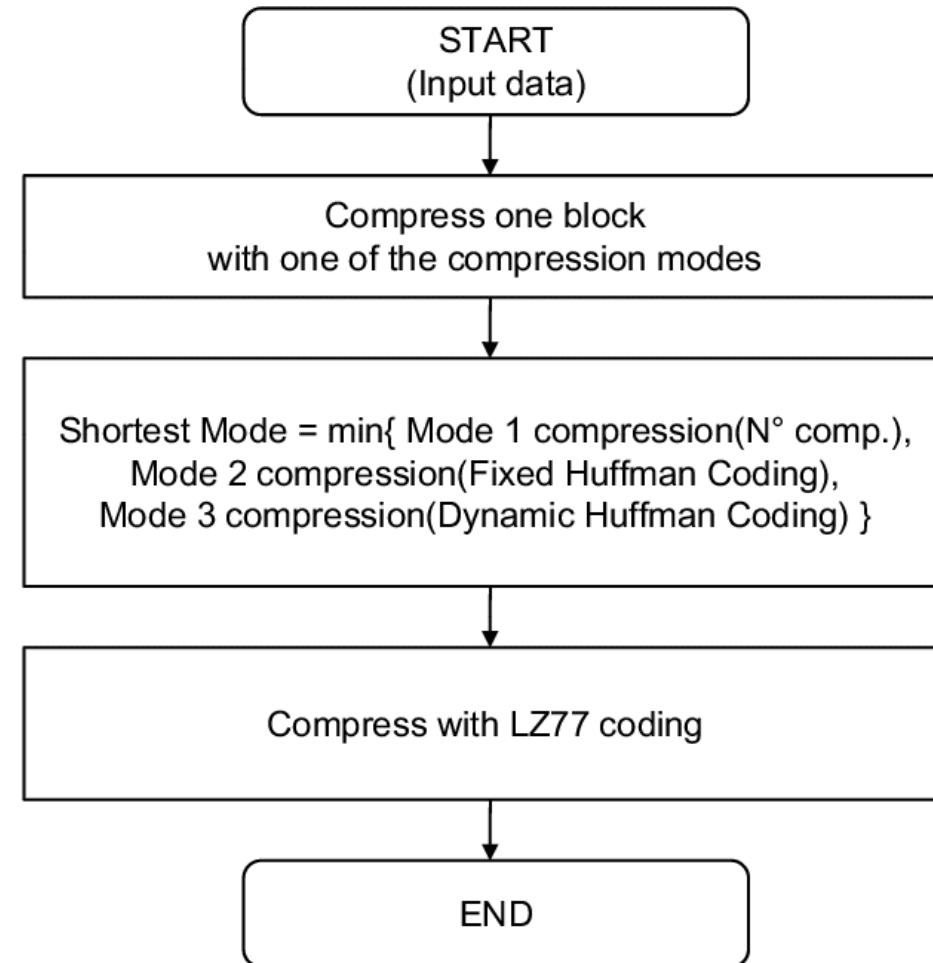 START
(Input data)
Compress one block
with one of the compression modes
Shortest Mode = min{ Mode 1 compression(N° comp.),
Mode 2 compression(Fixed Huffman Coding),
Mode 3 compression(Dynamic Huffman Coding) }
Compress with LZ77 coding
END